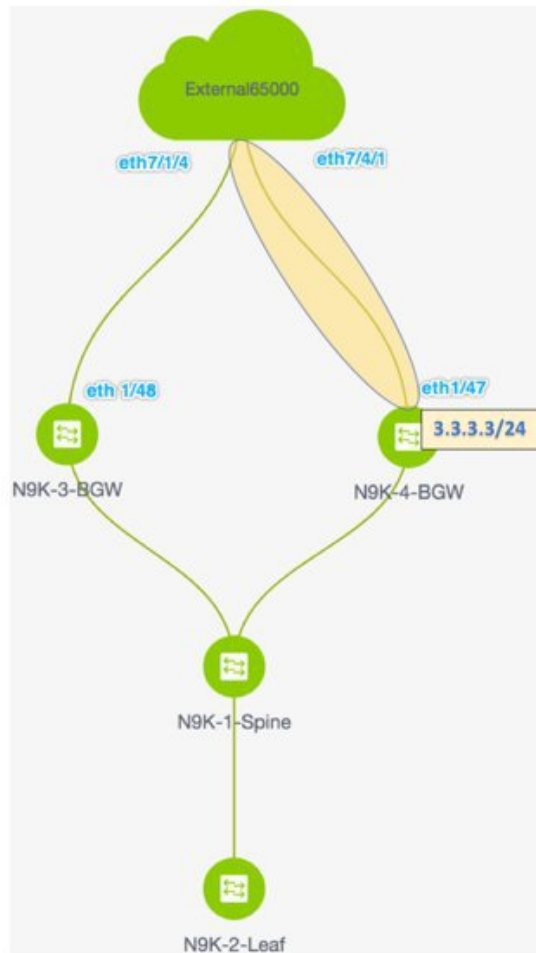 External65000
eth7/1/4
eth7/4/1
eth 1/48
eth1/47
3.3.3.3/24
N9K-3-BGW
N9K-4-BGW
N9K-1-Spine
N9K-2-Leaf